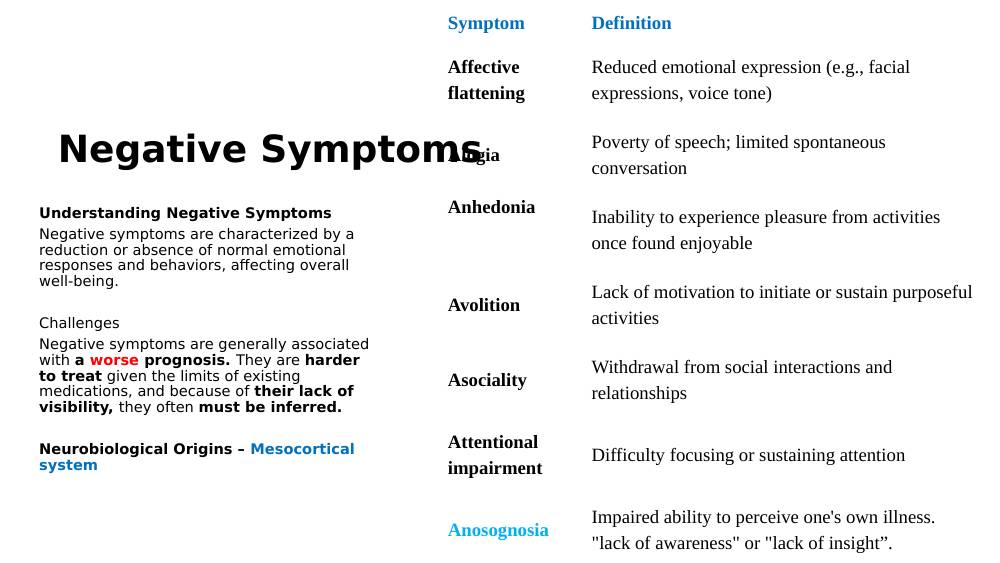 Negative Symptoms
Understanding Negative Symptoms
Negative symptoms are characterized by a
reduction or absence of normal emotional
responses and behaviors, affecting overall
well-being.
Challenges
Negative symptoms are generally associated
with a worse prognosis. They are harder
to treat given the limits of existing
medications, and because of their lack of
visibility, they often must be inferred.
Neurobiological Origins – Mesocortical
system
Symptom Definition
Affective
flattening
Reduced emotional expression (e.g., facial
expressions, voice tone)
Alogia
Poverty of speech; limited spontaneous
conversation
Anhedonia
Inability to experience pleasure from activities
once found enjoyable
Avolition
Lack of motivation to initiate or sustain purposeful
activities
Asociality
Withdrawal from social interactions and
relationships
Attentional
impairment
Difficulty focusing or sustaining attention
Anosognosia
Impaired ability to perceive one's own illness.
"lack of awareness" or "lack of insight”.